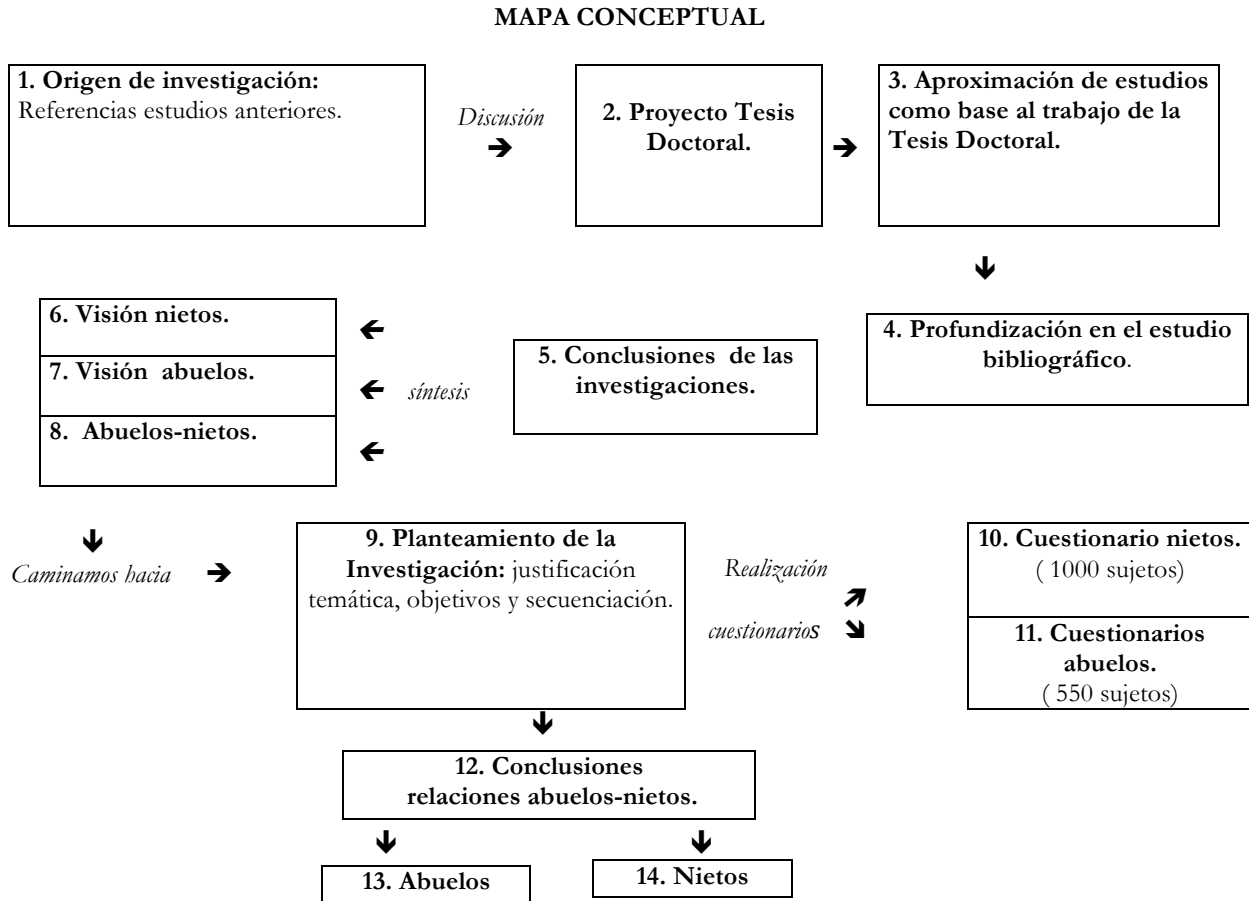 MAPA CONCEPTUAL
1. Origen de investigación:
Referencias estudios anteriores.
Discusión
➔
2. Proyecto Tesis
Doctoral.
➔
3. Aproximación de estudios
como base al trabajo de la
Tesis Doctoral.
4. Profundización en el estudio
bibliográfico.
5. Conclusiones de las
investigaciones.
síntesis
6. Visión nietos.
7. Visión abuelos.
8. Abuelos-nietos.
Caminamos hacia
➔
9. Planteamiento de la
Investigación: justificación
temática, objetivos y secuenciación.
Realización
cuestionarios
10. Cuestionario nietos.
( 1000 sujetos)
11. Cuestionarios
abuelos.
( 550 sujetos)
12. Conclusiones
relaciones abuelos-nietos.
13. Abuelos
14. Nietos